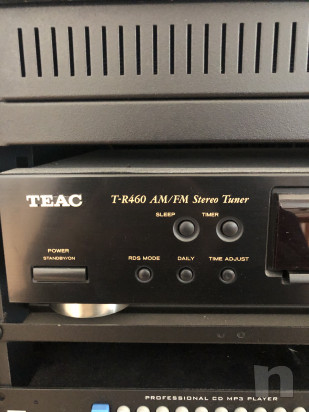 TEAC
T-R460 AM/FM Stereo Tuner
SLEEP
TIMER
POWER
STANDBY/ON
RDS MODE
DAILY
TIME ADJUST
PROFESSIONAL CD MP3 PLAYER
n